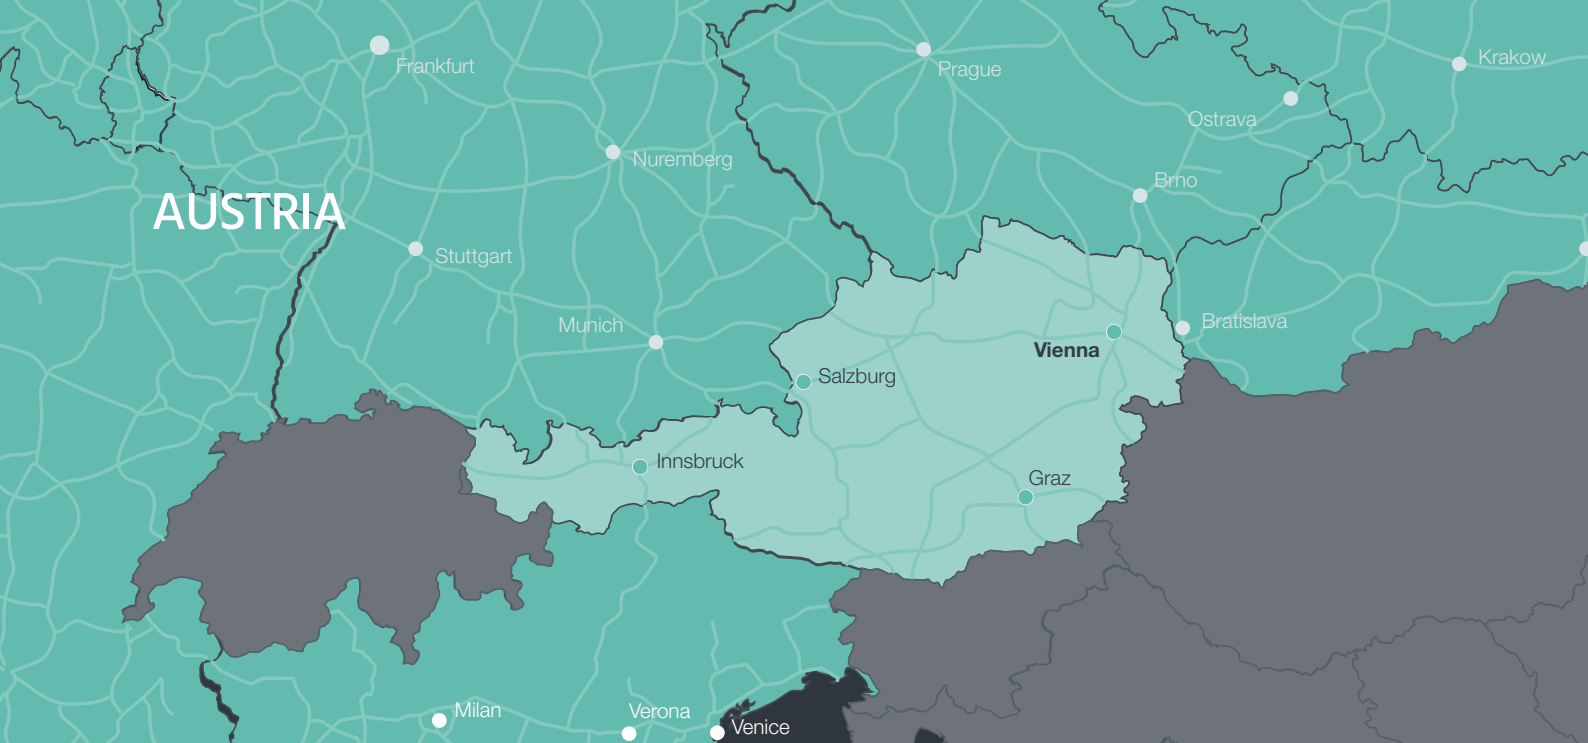 Frankfurt
Prague
Krakow
Ostrava
Nuremberg
Brno
AUSTRIA
Stuttgart
Munich
Bratislava
Vienna
Salzburg
Innsbruck
Graz
Milan
Verona
Venice